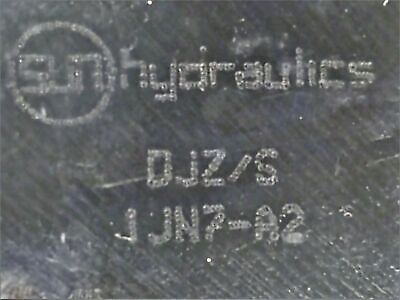 sun hydraulics
DJZ/S
1JN7-A2